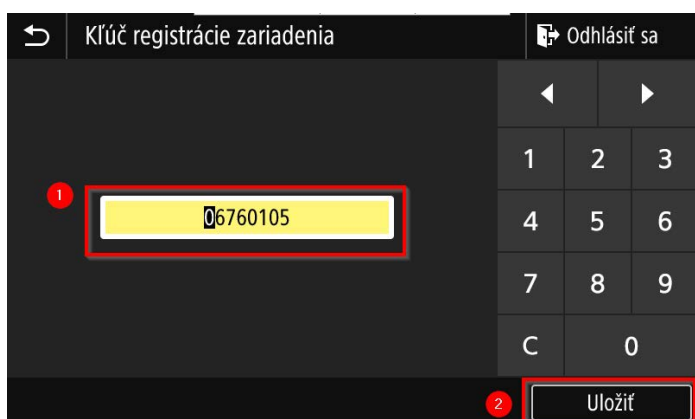 Kľúč registrácie zariadenia
Odhlásiť sa
1 2 3
1
06760105
4 5 6
7 8 9
C 0
2
Uložiť